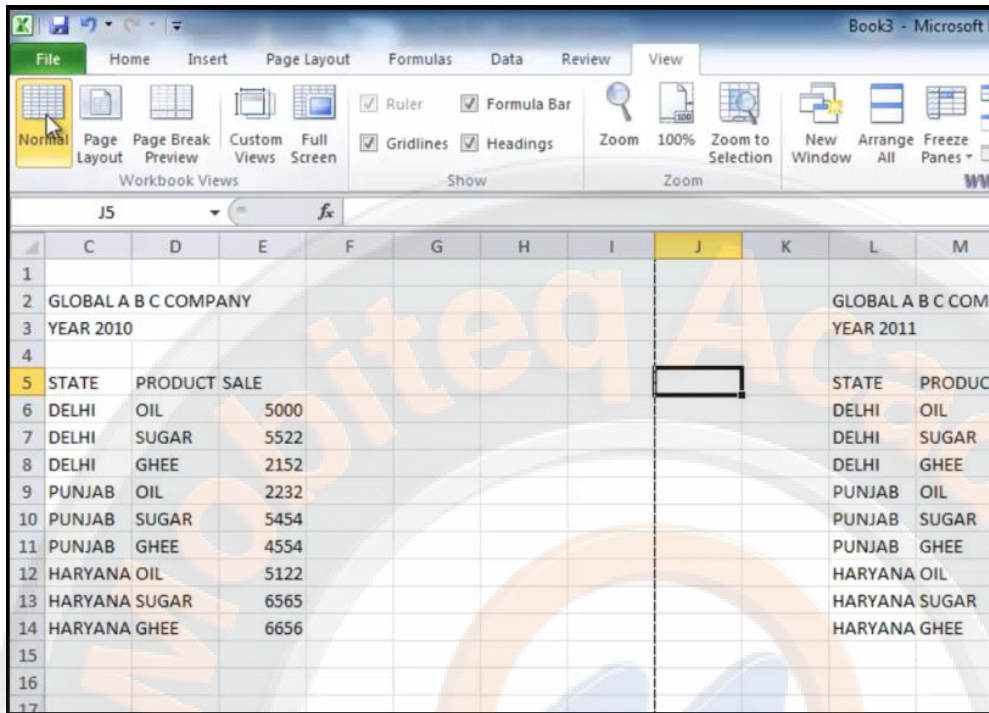 Book3 - Microsoft
File Home Insert Page Layout Formulas Data Review View
Normal Page Layout Page Break Preview Custom Views Full Screen
Ruler Formula Bar
Gridlines Headings
Zoom 100% Zoom to Selection
New Window Arrange All Freeze Panes
Workbook Views Show Zoom
J5 fx
C D E F G H I J K L M
1
2 GLOBAL A B C COMPANY GLOBAL A B C COM
3 YEAR 2010 YEAR 2011
4
5 STATE PRODUCT SALE STATE PRODUC
6 DELHI OIL 5000 DELHI OIL
7 DELHI SUGAR 5522 DELHI SUGAR
8 DELHI GHEE 2152 DELHI GHEE
9 PUNJAB OIL 2232 PUNJAB OIL
10 PUNJAB SUGAR 5454 PUNJAB SUGAR
11 PUNJAB GHEE 4554 PUNJAB GHEE
12 HARYANA OIL 5122 HARYANA OIL
13 HARYANA SUGAR 6565 HARYANA SUGAR
14 HARYANA GHEE 6656 HARYANA GHEE
15
16
17
Mobiteq Acad